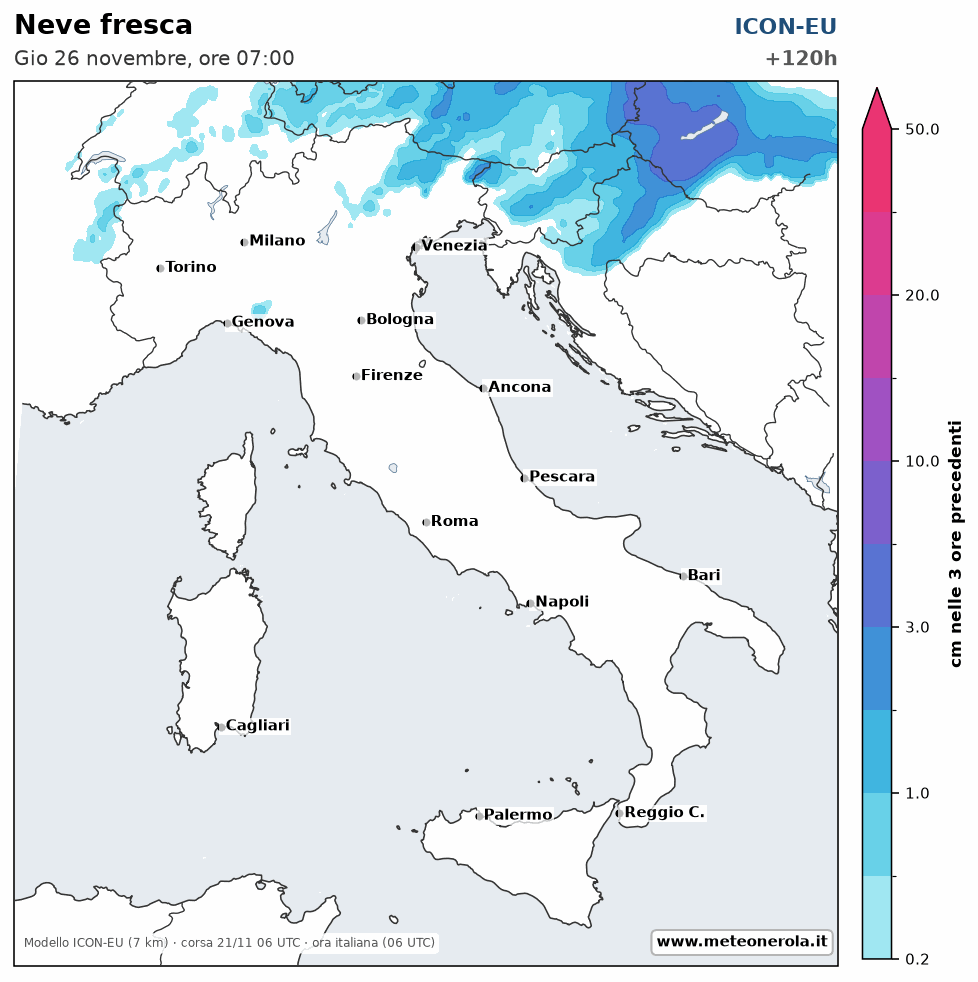 Neve fresca
ICON-EU
Gio 26 novembre, ore 07:00
+120h
50.0
20.0
10.0
3.0
1.0
0.2
cm nelle 3 ore precedenti
Milano
Venezia
Torino
Genova
Bologna
Firenze
Ancona
Pescara
Roma
Bari
Napoli
Cagliari
Palermo
Reggio C.
Modello ICON-EU (7 km) · corsa 21/11 06 UTC · ora italiana (06 UTC)
www.meteonerola.it